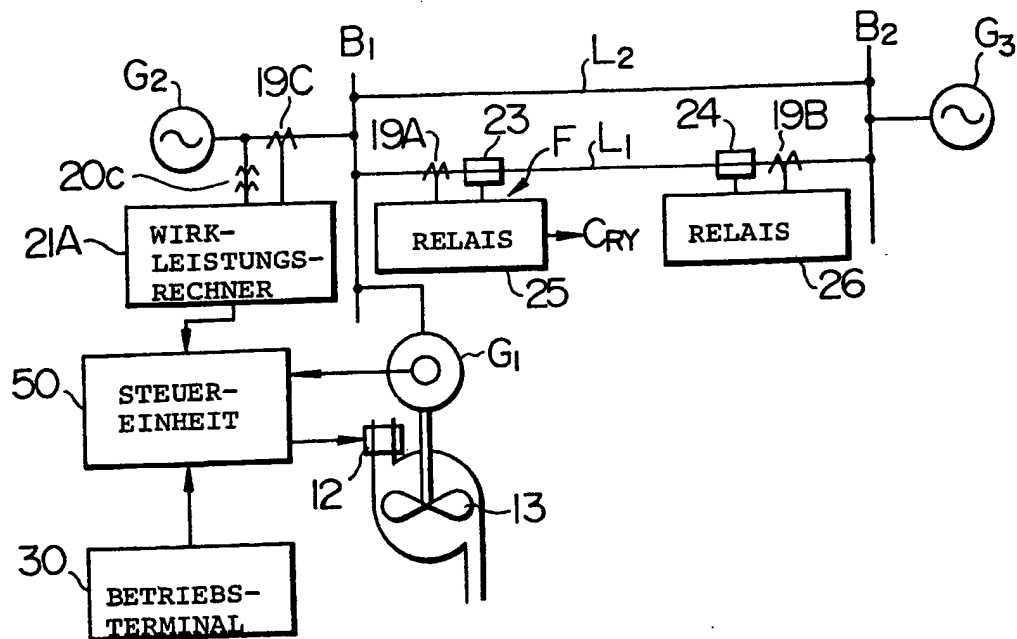 B1
B2
G2
19C
L2
G3
19A
23
24
19B
F
L1
20c
21A
WIRK-
LEISTUNGS-
RECHNER
RELAIS
CRY
RELAIS
25
26
G1
50
STEUER-
EINHEIT
12
13
30
BETRIEBS-
TERMINAL